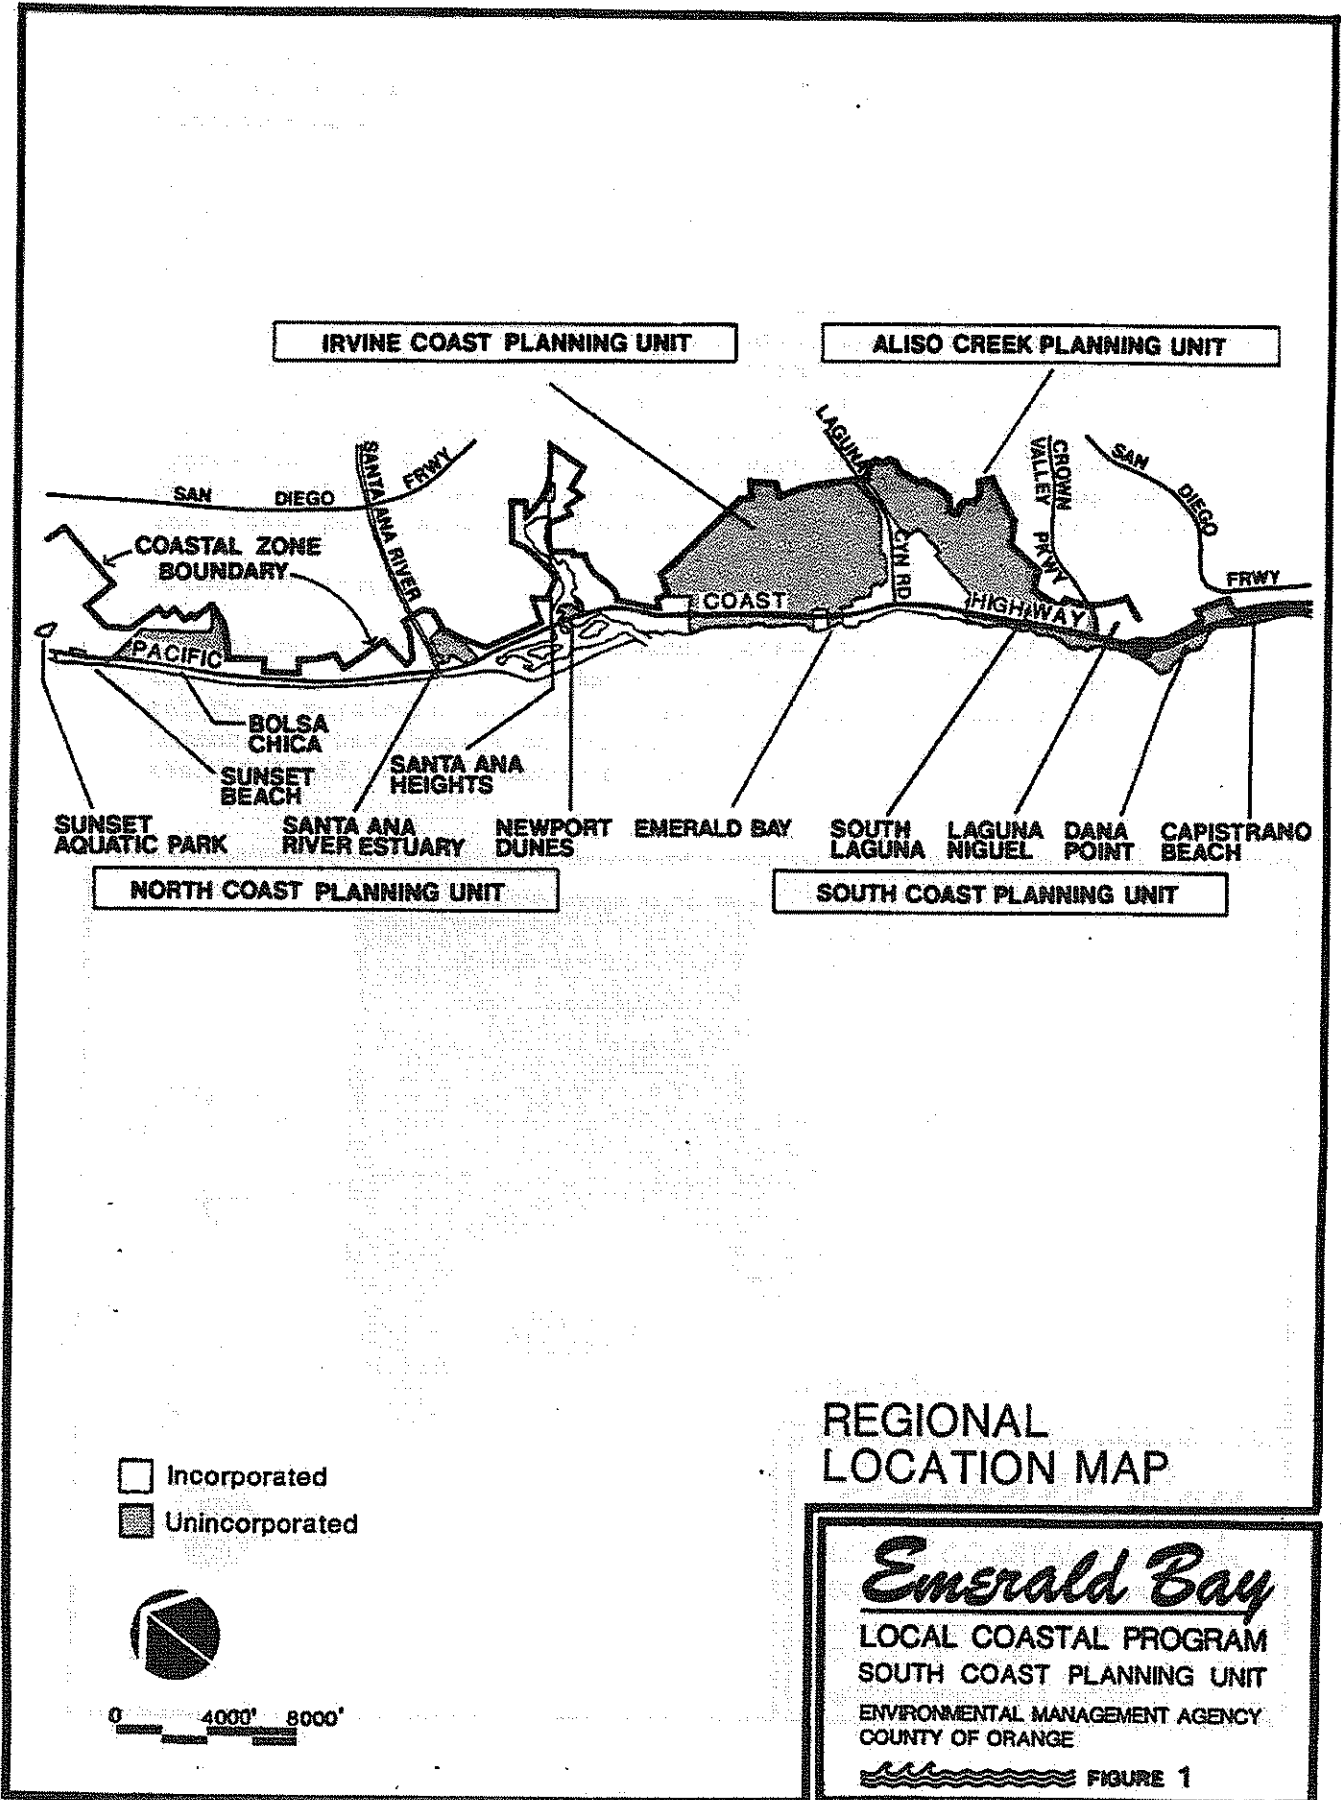 IRVINE COAST PLANNING UNIT
ALISO CREEK PLANNING UNIT
SAN DIEGO FRWY
SANTA ANA RIVER
LAGUNA CYN RD
CROWN
VALLEY PKWY
SAN DIEGO FRWY
COASTAL ZONE
BOUNDARY
PACIFIC COAST HIGHWAY
BOLSA
CHICA
SUNSET
BEACH
SANTA ANA
HEIGHTS
SUNSET
AQUATIC PARK
SANTA ANA
RIVER ESTUARY
NEWPORT
DUNES
EMERALD BAY
SOUTH
LAGUNA
LAGUNA
NIGUEL
DANA
POINT
CAPISTRANO
BEACH
NORTH COAST PLANNING UNIT
SOUTH COAST PLANNING UNIT
REGIONAL
LOCATION MAP
Incorporated
Unincorporated
0 4000' 8000'
Emerald Bay
LOCAL COASTAL PROGRAM
SOUTH COAST PLANNING UNIT
ENVIRONMENTAL MANAGEMENT AGENCY
COUNTY OF ORANGE
FIGURE 1